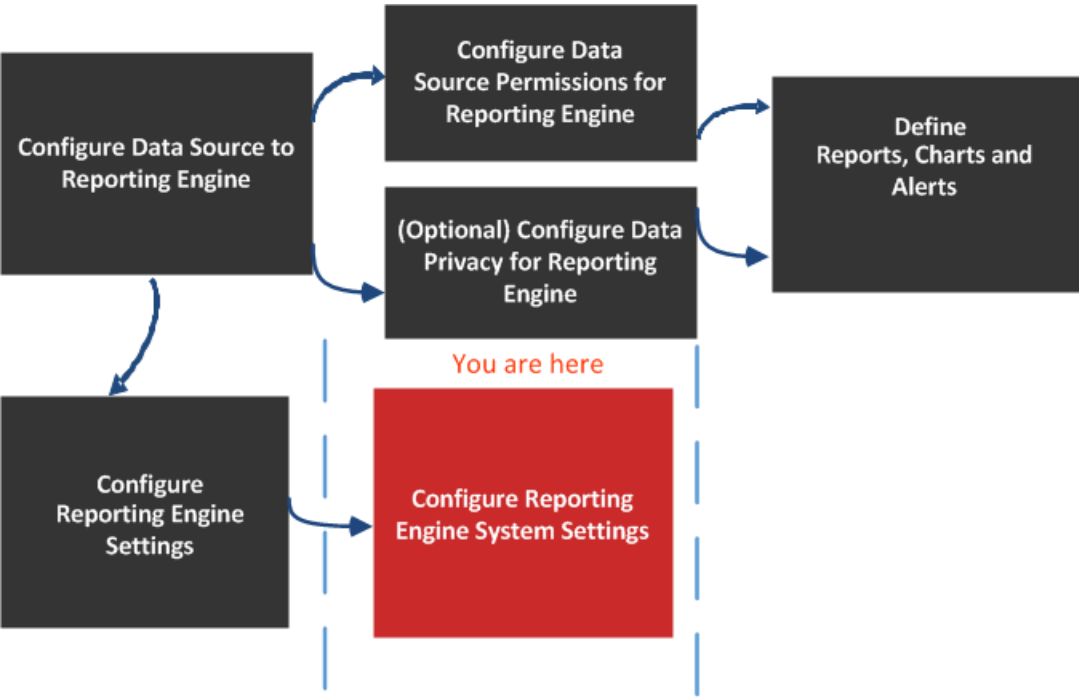 Configure Data Source to
Reporting Engine
Configure Data
Source Permissions for
Reporting Engine
(Optional) Configure Data
Privacy for Reporting
Engine
Define
Reports, Charts and
Alerts
You are here
Configure
Reporting Engine
Settings
Configure Reporting
Engine System Settings